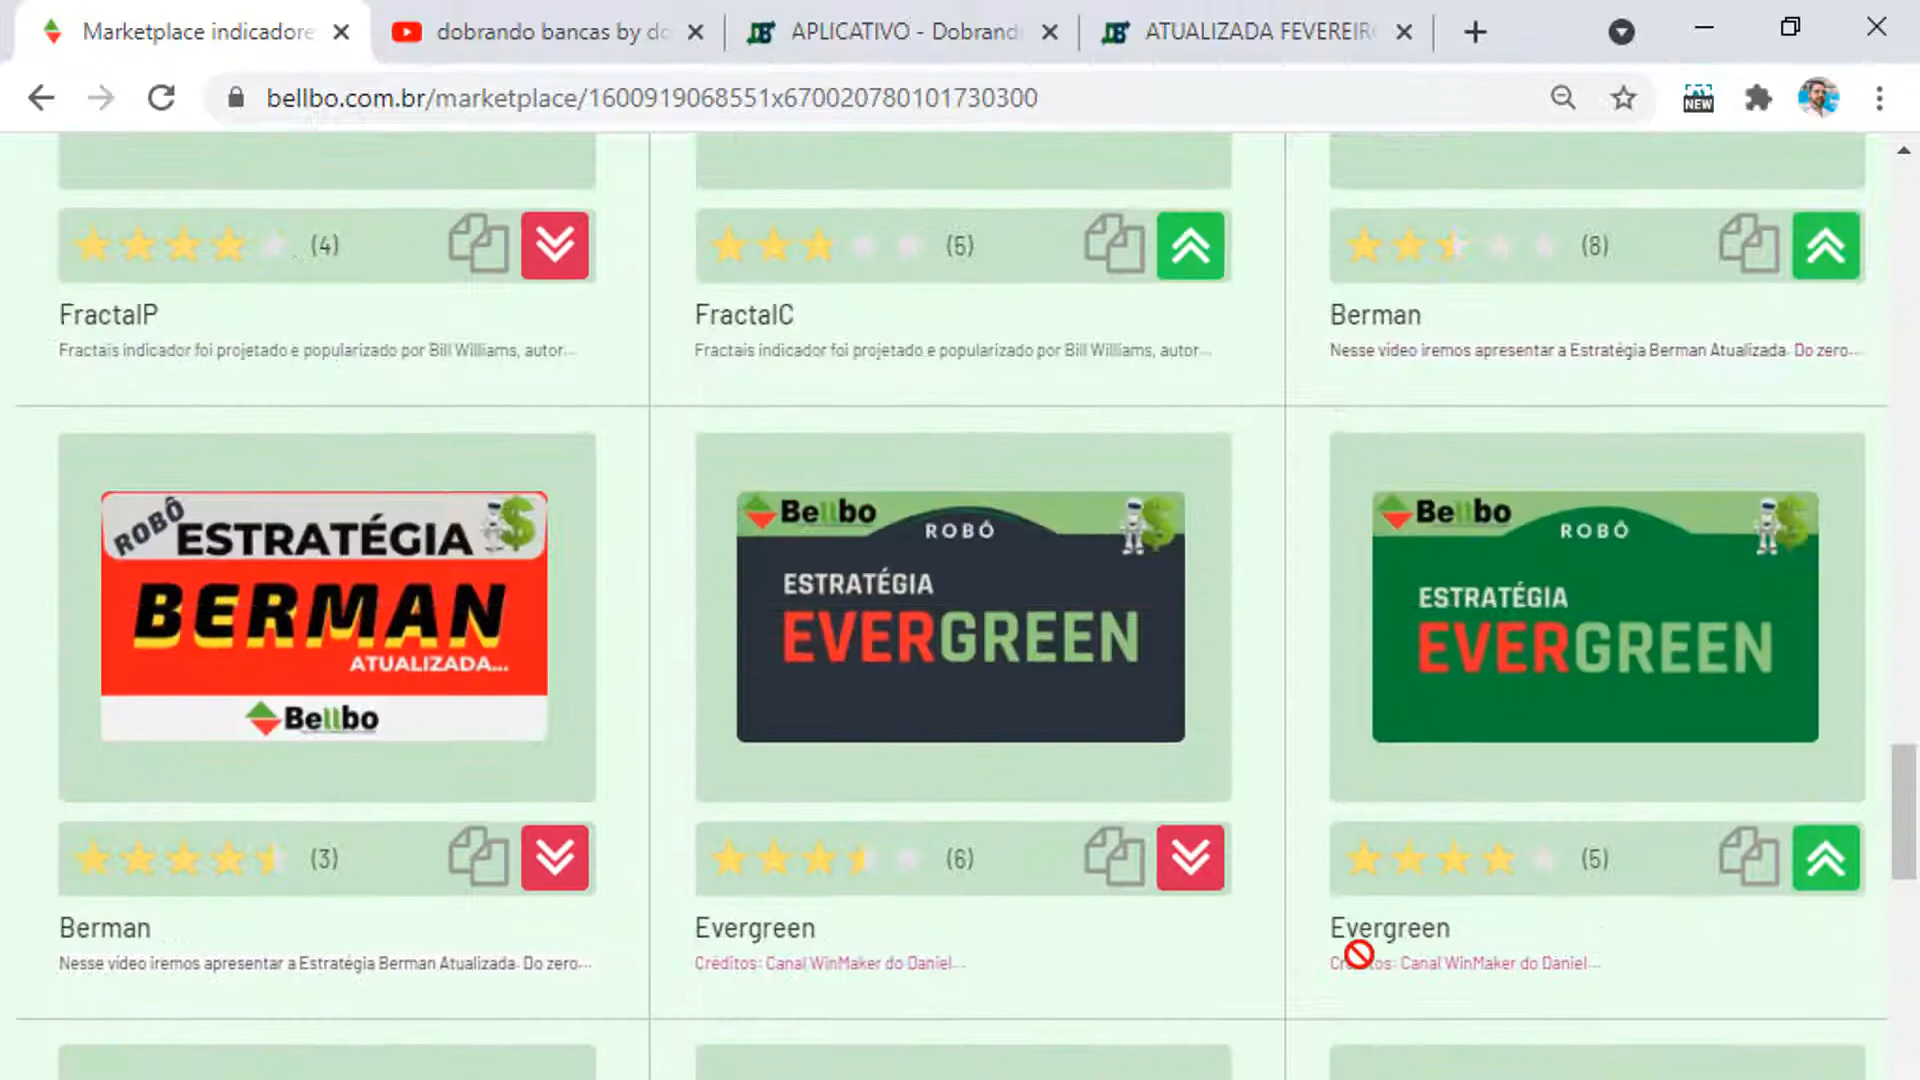 Marketplace indicadore
dobrando bancas by do
APLICATIVO - Dobrand
ATUALIZADA FEVEREIR
bellbo.com.br/marketplace/1600919068551x670020780101730300
NEW
(4)
(5)
(8)
FractalP
FractalC
Berman
Fractais indicador foi projetado e popularizado por Bill Williams, autor...
Fractais indicador foi projetado e popularizado por Bill Williams, autor...
Nesse vídeo iremos apresentar a Estratégia Berman Atualizada. Do zero...
ROBÔ ESTRATÉGIA
BERMAN
ATUALIZADA...
Bellbo
Bellbo
ROBÔ
ESTRATÉGIA
EVERGREEN
Bellbo
ROBÔ
ESTRATÉGIA
EVERGREEN
(3)
(6)
(5)
Berman
Evergreen
Evergreen
Nesse vídeo iremos apresentar a Estratégia Berman Atualizada. Do zero...
Créditos: Canal WinMaker do Daniel...
Canal WinMaker do Daniel...